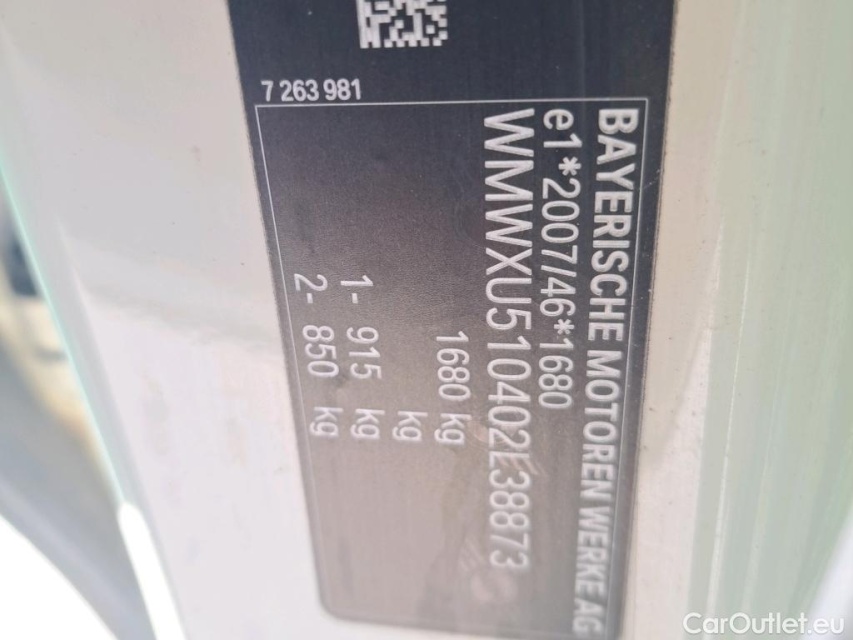 7 263 981
BAYERISCHE MOTOREN WERKE AG
e1*2007/46*1680
WMWXU510402E38873
1680 kg
kg
1- 915 kg
2- 850 kg
CarOutlet.eu